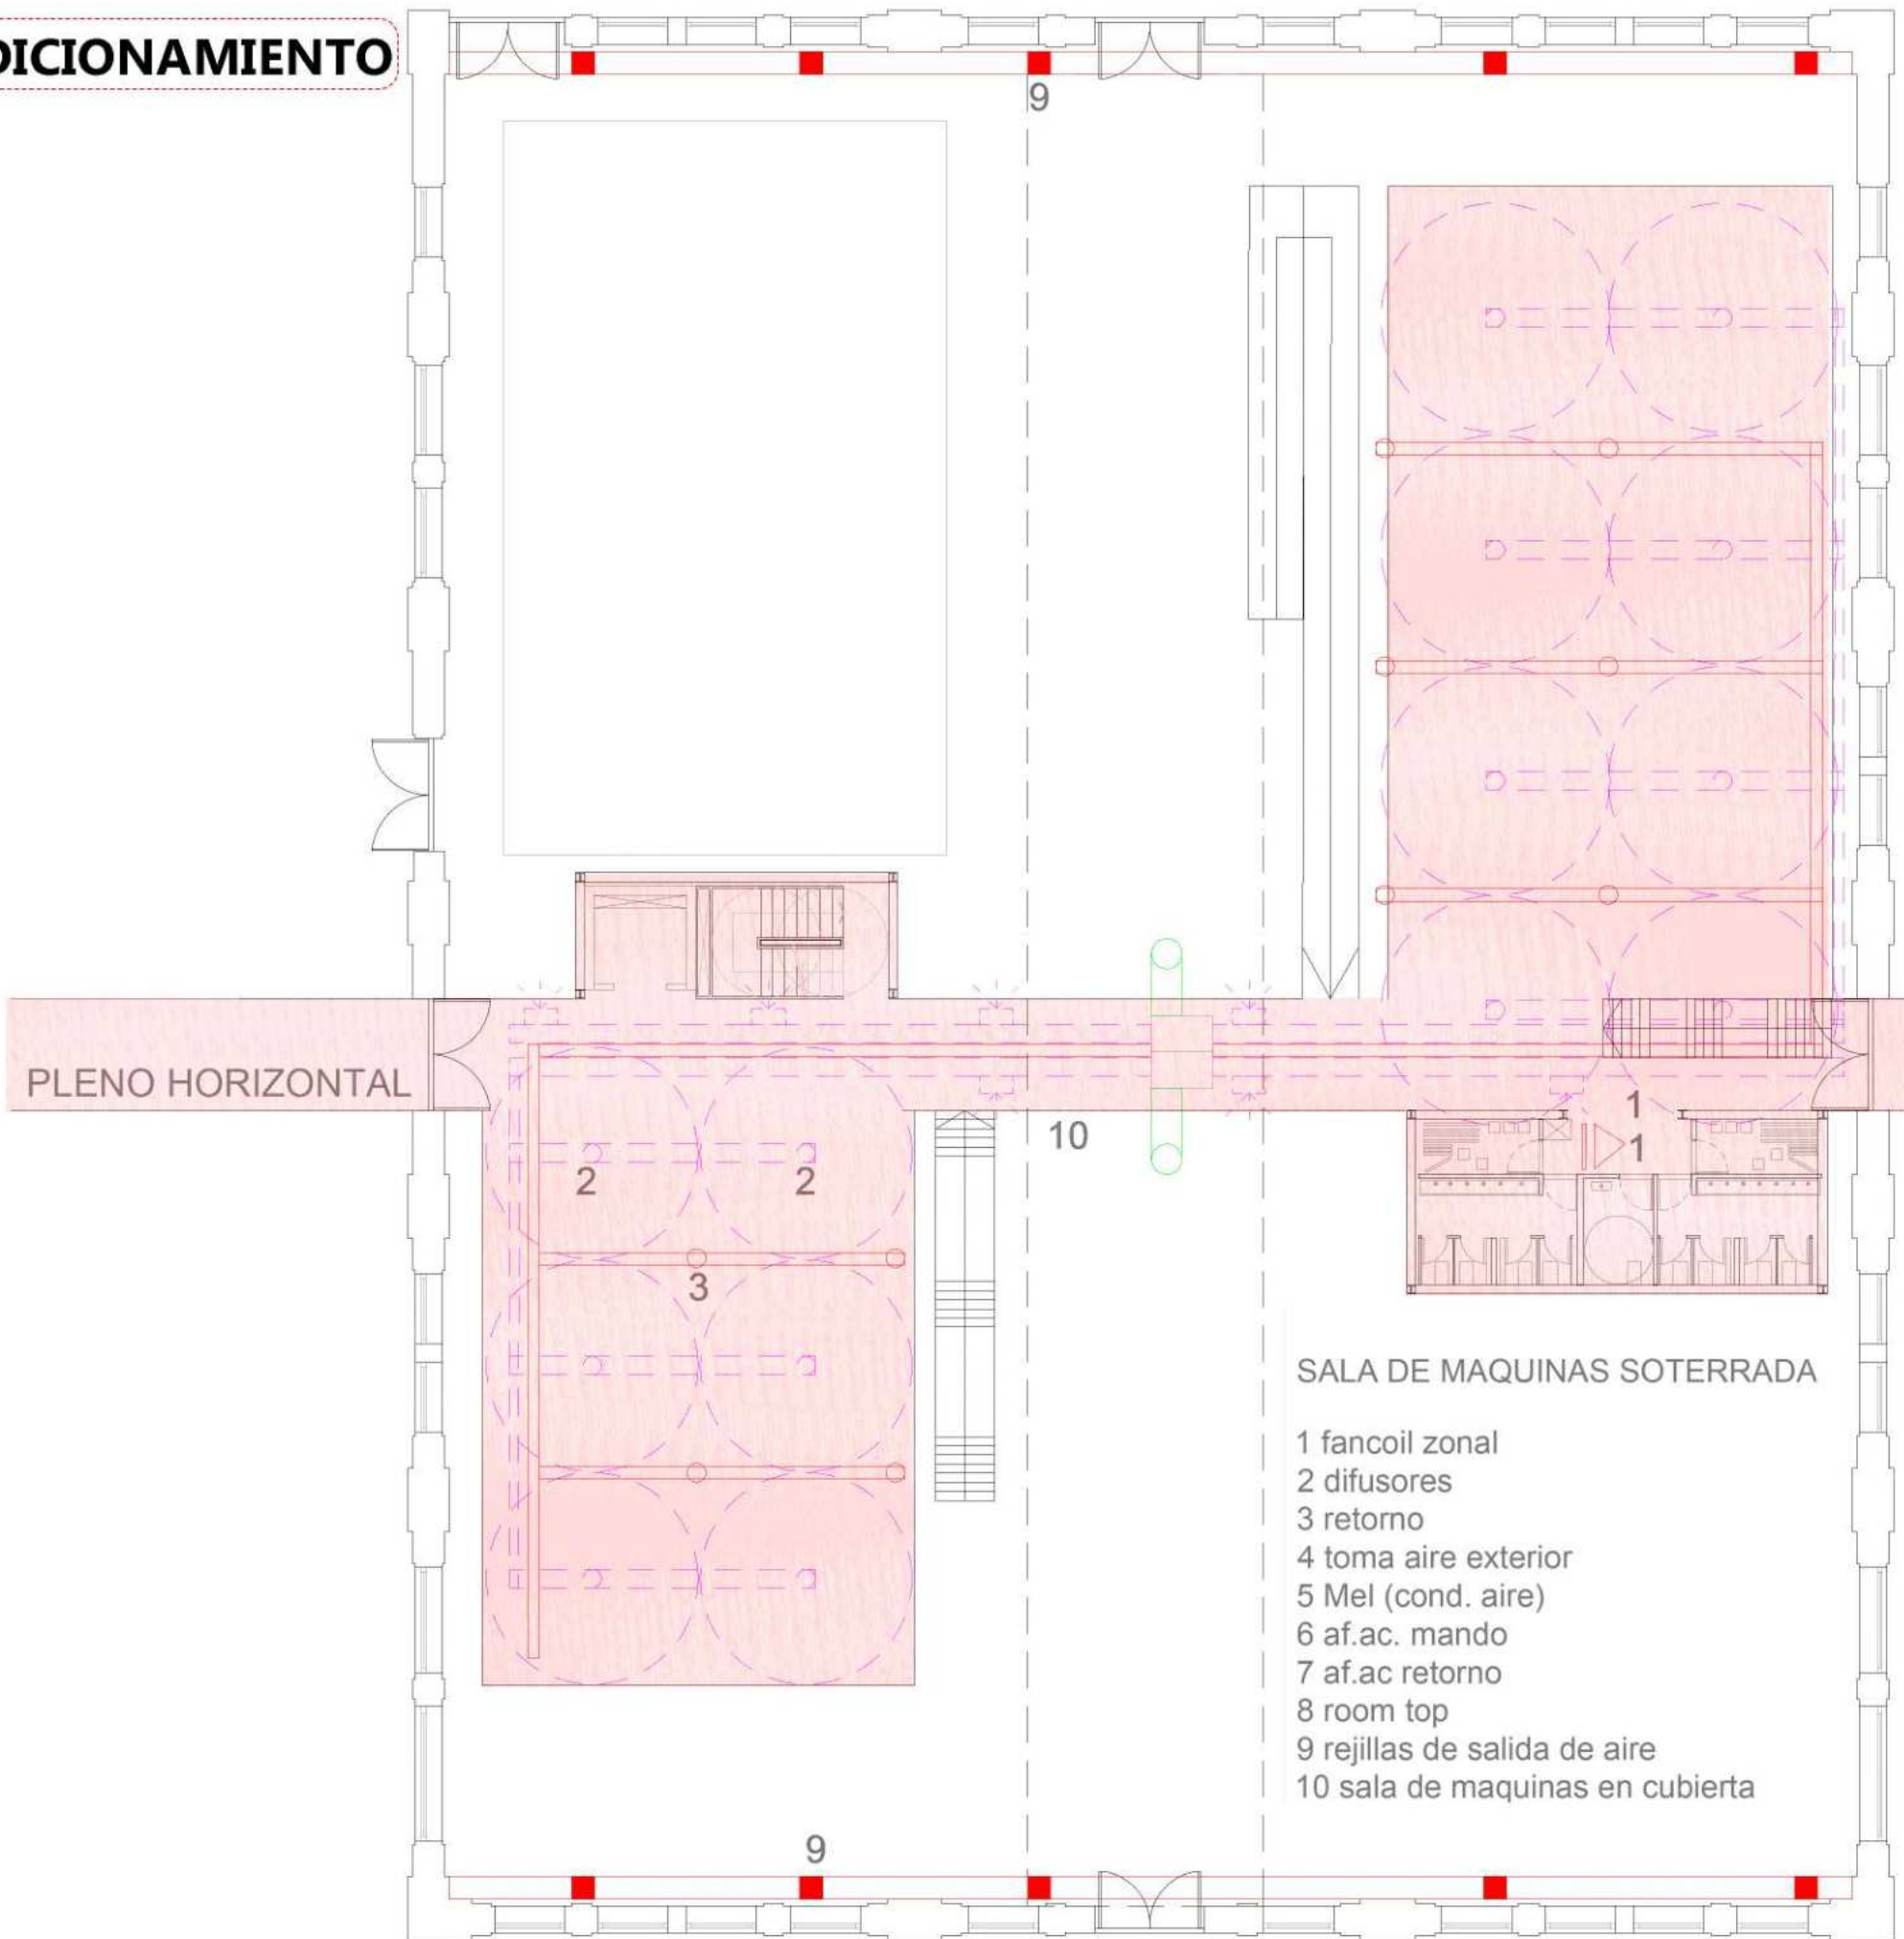 DICIONAMIENTO
9
PLENO HORIZONTAL
1
10
1
2
2
3
SALA DE MAQUINAS SOTERRADA
1 fancoil zonal
2 difusores
3 retorno
4 toma aire exterior
5 Mel (cond. aire)
6 af.ac. mando
7 af.ac retorno
8 room top
9 rejillas de salida de aire
10 sala de maquinas en cubierta
9